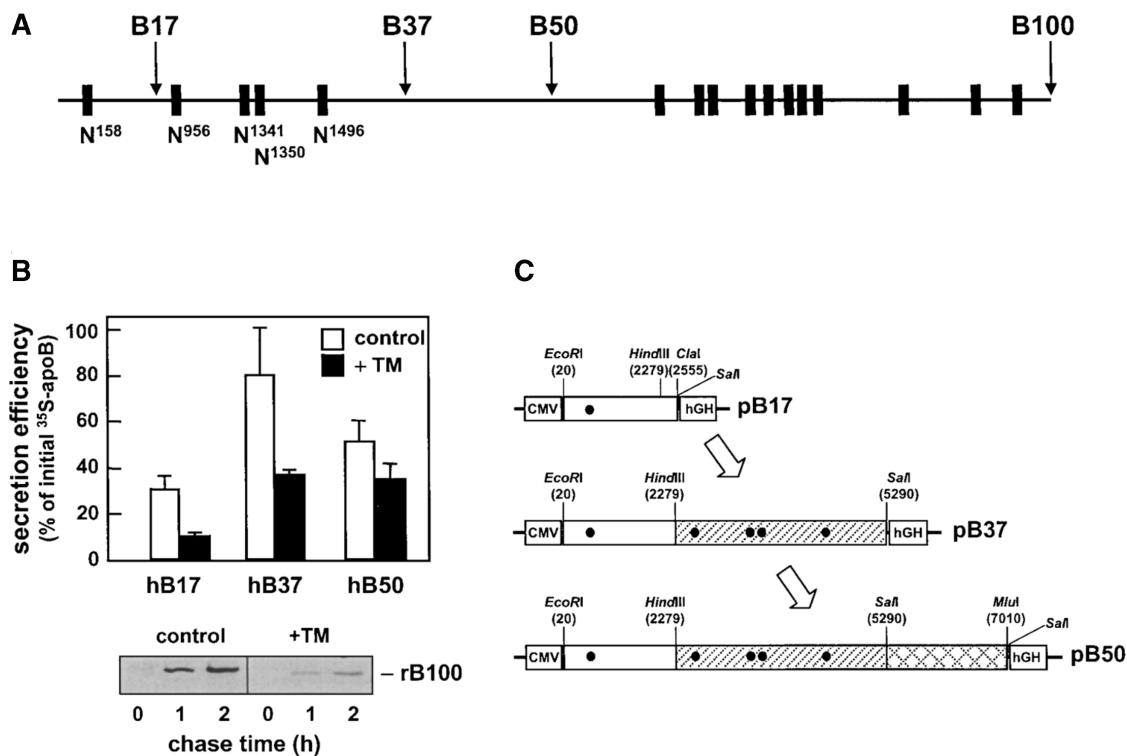 A
B17 B37 B50 B100
N158 N956 N1341 N1496
N1350
B
secretion efficiency
(% of initial 35S-apoB)
100
80
60
40
20
0
control
+ TM
hB17 hB37 hB50
control +TM
– rB100
0 1 2 0 1 2
chase time (h)
C
EcoRI HindIII ClaI
(20) (2279) (2555) SalI
CMV hGH pB17
EcoRI HindIII SalI
(20) (2279) (5290)
CMV hGH pB37
EcoRI HindIII SalI MluI
(20) (2279) (5290) (7010) SalI
CMV hGH pB50